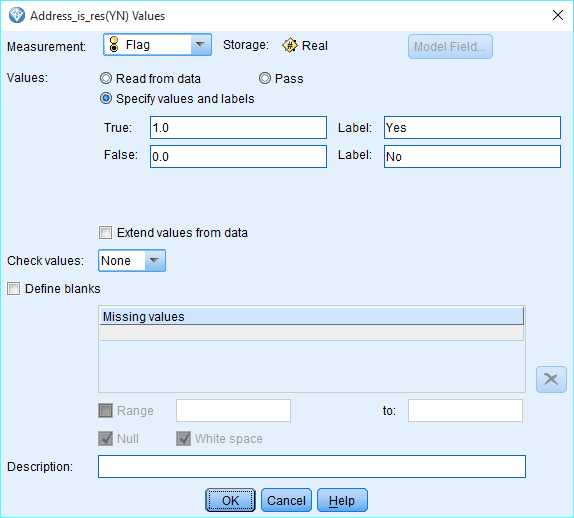 Address_is_res(YN) Values
Measurement: Flag Storage: Real Model Field...
Values: Read from data Pass
Specify values and labels
True: 1.0 Label: Yes
False: 0.0 Label: No
Extend values from data
Check values: None
Define blanks
Missing values
Range to:
Null White space
Description:
OK Cancel Help